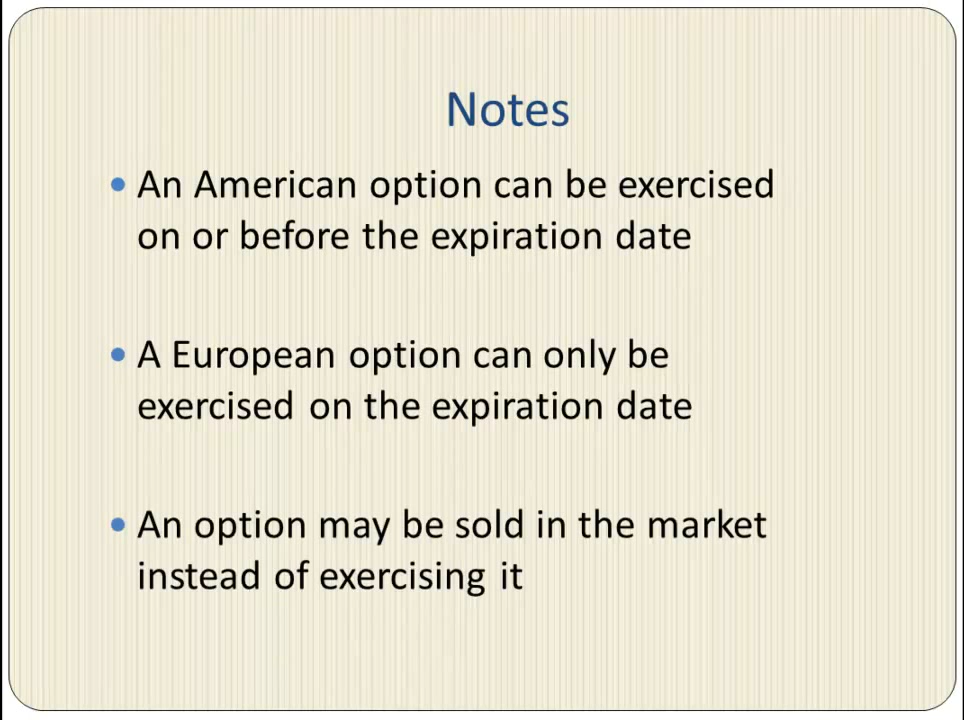 Notes
• An American option can be exercised
on or before the expiration date
• A European option can only be
exercised on the expiration date
• An option may be sold in the market
instead of exercising it